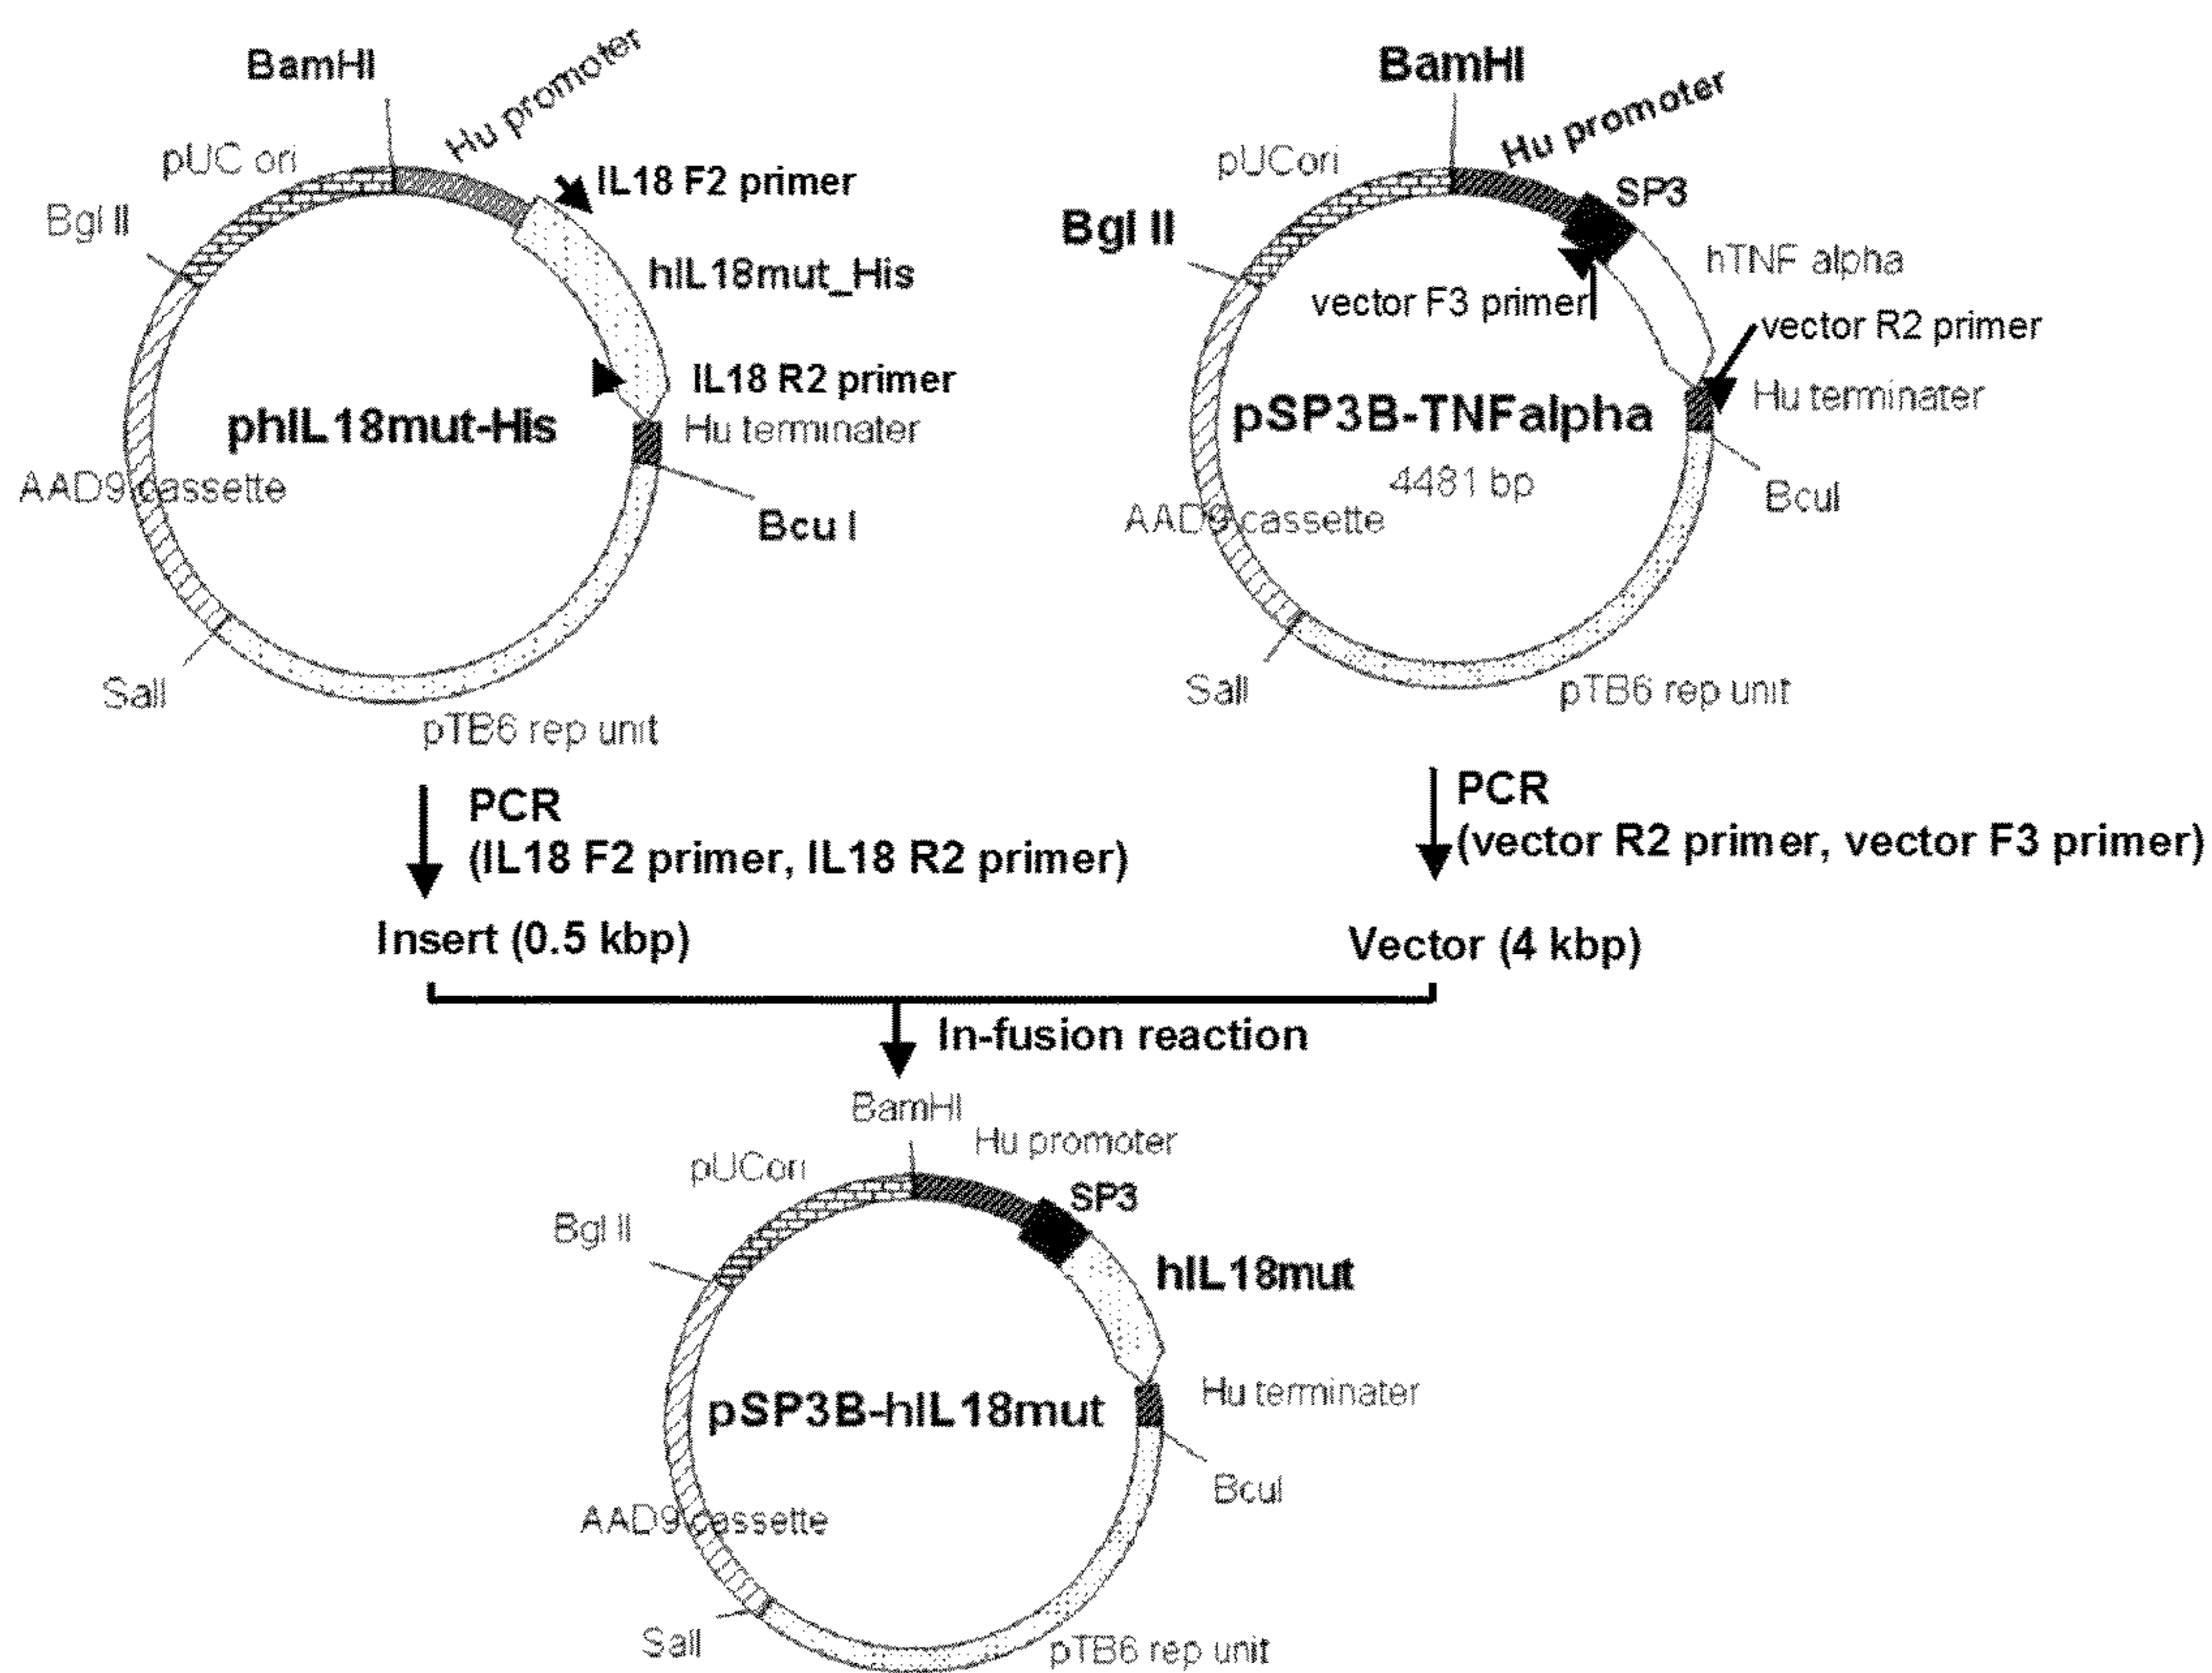 BamHI
Hu promoter
pUC ori
IL18 F2 primer
Bgl II
hIL18mut_His
IL18 R2 primer
phIL18mut-His
Hu terminater
AAD9 cassette
Bcu I
SalI
pTB6 rep unit
BamHI
Hu promoter
pUCori
SP3
Bgl II
hTNF alpha
vector F3 primer
vector R2 primer
pSP3B-TNFalpha
Hu terminater
4481 bp
BcuI
AAD9 cassette
SalI
pTB6 rep unit
PCR
(IL18 F2 primer, IL18 R2 primer)
PCR
(vector R2 primer, vector F3 primer)
Insert (0.5 kbp)
Vector (4 kbp)
In-fusion reaction
BamHI
Hu promoter
pUCori
SP3
Bgl II
hIL18mut
Hu terminater
pSP3B-hIL18mut
BcuI
AAD9 cassette
SalI
pTB6 rep unit